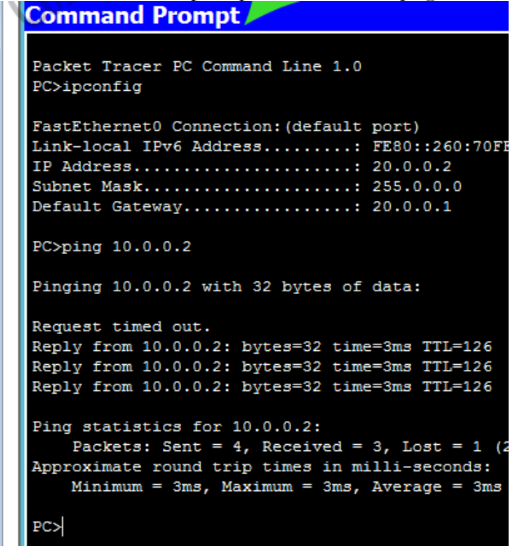 Command Prompt
Packet Tracer PC Command Line 1.0
PC>ipconfig
FastEthernet0 Connection:(default port)
Link-local IPv6 Address.........: FE80::260:70FE
IP Address......................: 20.0.0.2
Subnet Mask.....................: 255.0.0.0
Default Gateway.................: 20.0.0.1
PC>ping 10.0.0.2
Pinging 10.0.0.2 with 32 bytes of data:
Request timed out.
Reply from 10.0.0.2: bytes=32 time=3ms TTL=126
Reply from 10.0.0.2: bytes=32 time=3ms TTL=126
Reply from 10.0.0.2: bytes=32 time=3ms TTL=126
Ping statistics for 10.0.0.2:
Packets: Sent = 4, Received = 3, Lost = 1 (2
Approximate round trip times in milli-seconds:
Minimum = 3ms, Maximum = 3ms, Average = 3ms
PC>